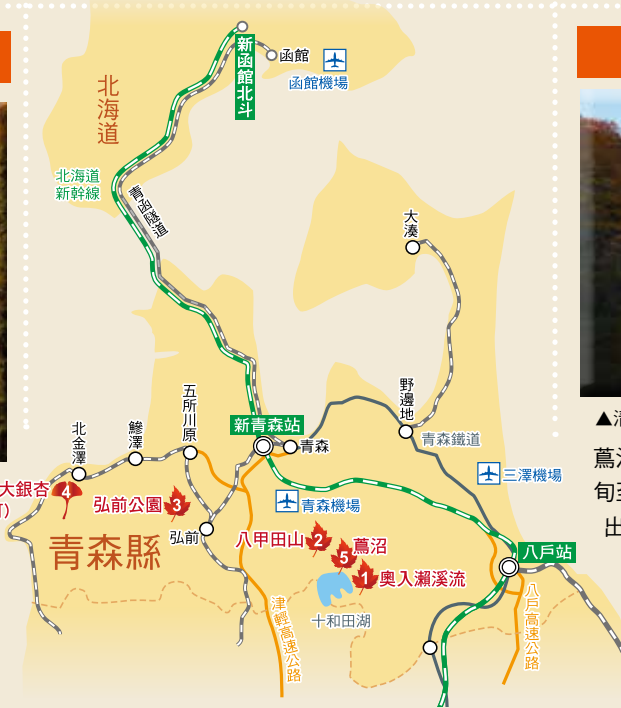 新函館北斗
函館
函館機場
北海道
北海道
新幹線
青函隧道
大湊
五所川原
野邊地
北金澤
鰺澤
新青森站
青森
青森鐵道
三澤機場
大銀杏
4
弘前公園
3
青森機場
弘前
八甲田山
2
蔦沼
5
1
奧入瀨溪流
青森縣
十和田湖
八戶站
津輕高速公路
八戶高速公路
▲
蔦
旬
出